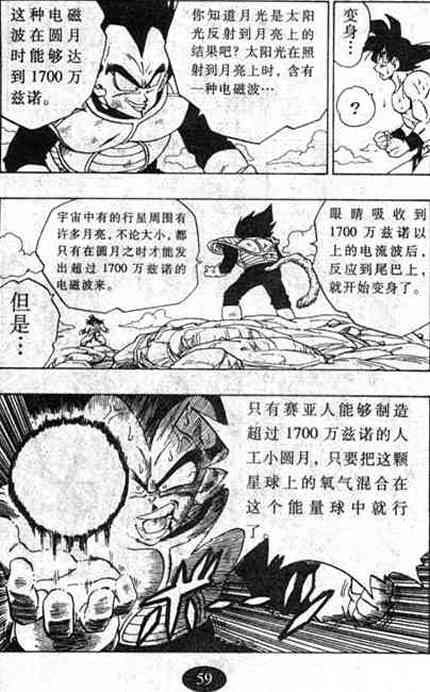 变身…
?
你知道月光是太阳
光反射到月亮上的
结果吧?太阳光在照
射到月亮上时,含有
一种电磁波…
这种电磁
波在圆月
时能够达
到1700万
兹诺。
眼睛吸收到
1700万兹诺以
上的电流波后,
反应到尾巴上,
就开始变身了。
宇宙中有的行星周围有
许多月亮,不论大小,都
只有在圆月之时才能发
出超过1700万兹诺的
电磁波来。
但是…
只有赛亚人能够制造
超过1700万兹诺的人
工小圆月,只要把这颗
星球上的氧气混合在
这个能量球中就行
了。
59